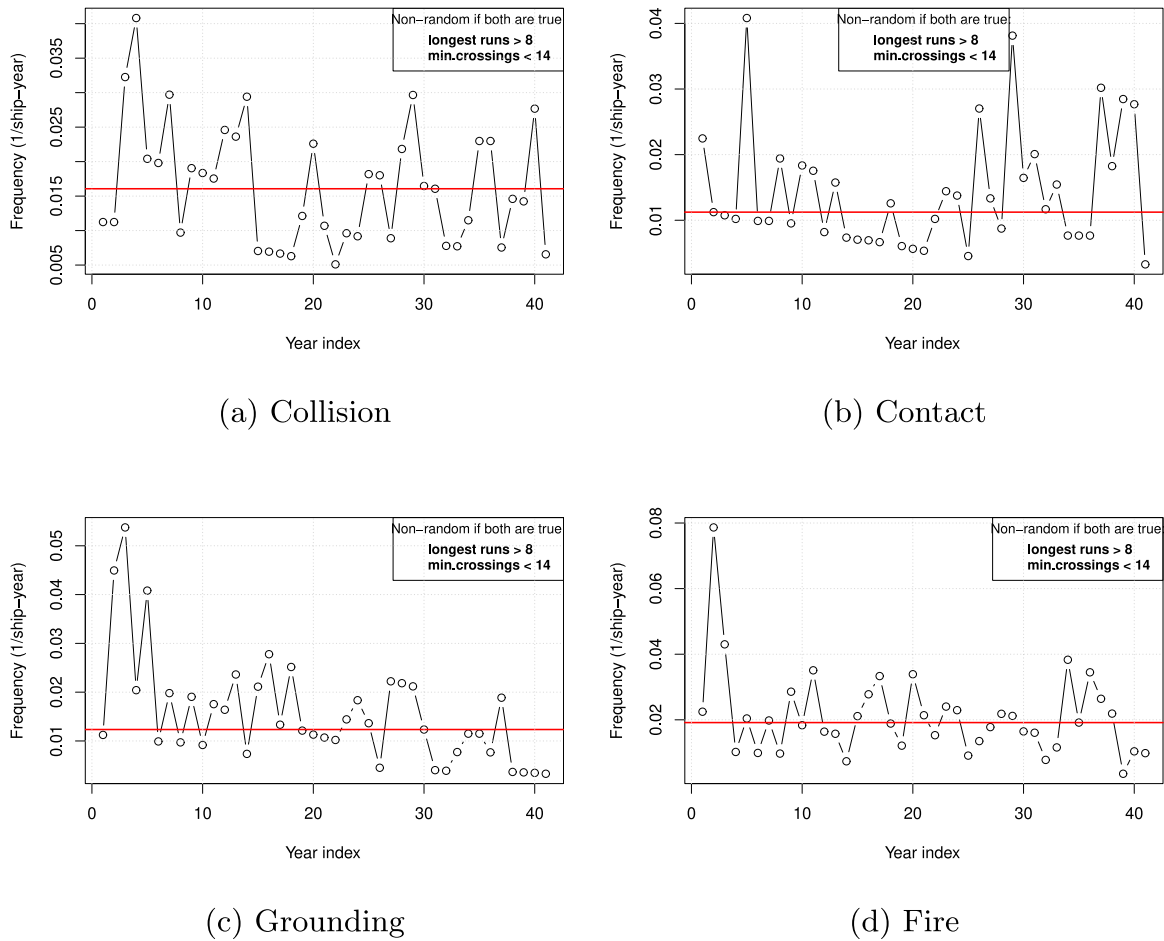 Non−random if both are true:
longest runs > 8
min.crossings < 14
Frequency (1/ship−year)
0.035
0.025
0.015
0.005
0 10 20 30 40
Year index
(a) Collision
Non−random if both are true:
longest runs > 8
min.crossings < 14
Frequency (1/ship−year)
0.04
0.03
0.02
0.01
0 10 20 30 40
Year index
(b) Contact
Non−random if both are true:
longest runs > 8
min.crossings < 14
Frequency (1/ship−year)
0.05
0.04
0.03
0.02
0.01
0 10 20 30 40
Year index
(c) Grounding
Non−random if both are true:
longest runs > 8
min.crossings < 14
Frequency (1/ship−year)
0.08
0.06
0.04
0.02
0 10 20 30 40
Year index
(d) Fire